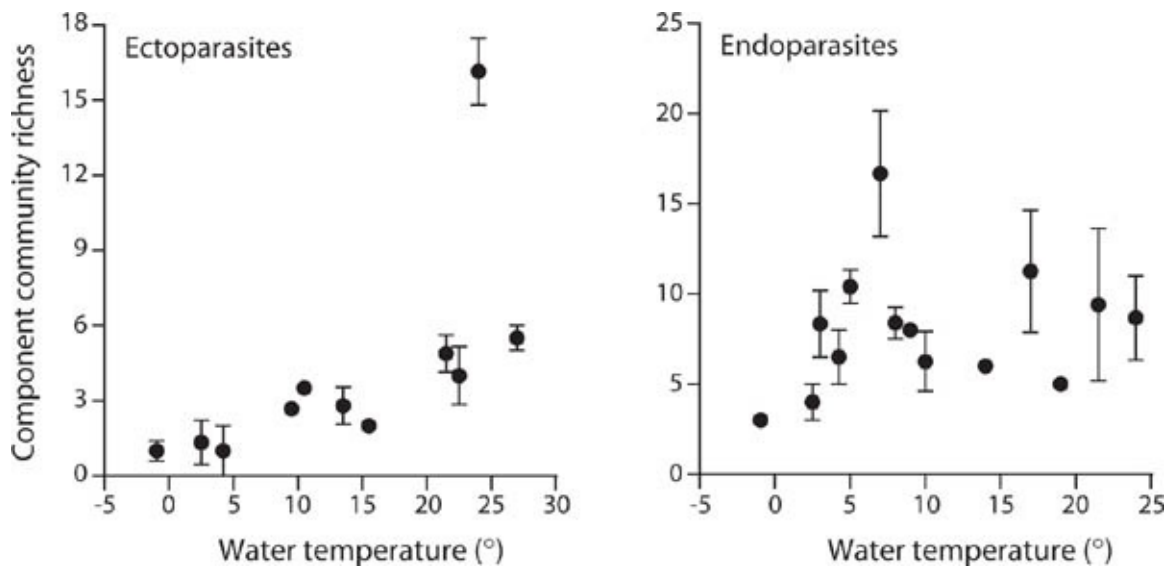 Component community richness
18
15
12
9
6
3
0
Ectoparasites
-5 0 5 10 15 20 25 30
Water temperature (°)
25
20
15
10
5
0
Endoparasites
-5 0 5 10 15 20 25
Water temperature (°)